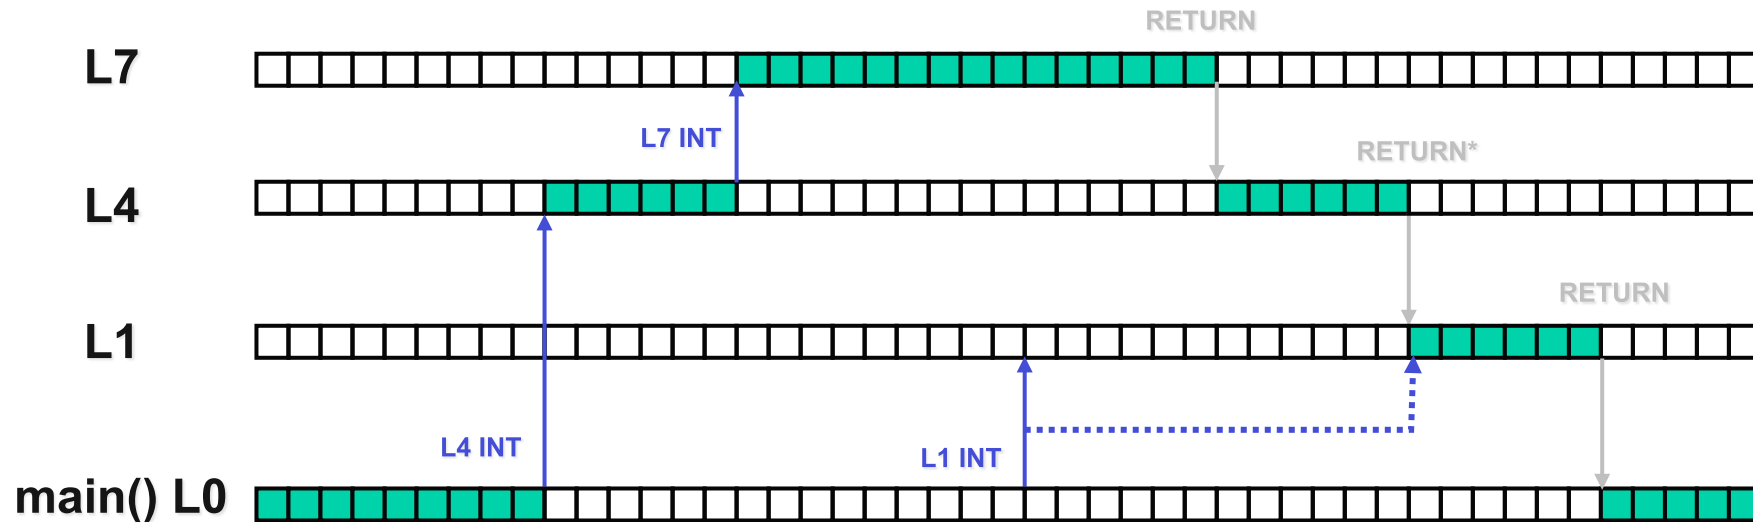 RETURN
L7
L7 INT
RETURN*
L4
RETURN
L1
L4 INT
L1 INT
main() L0